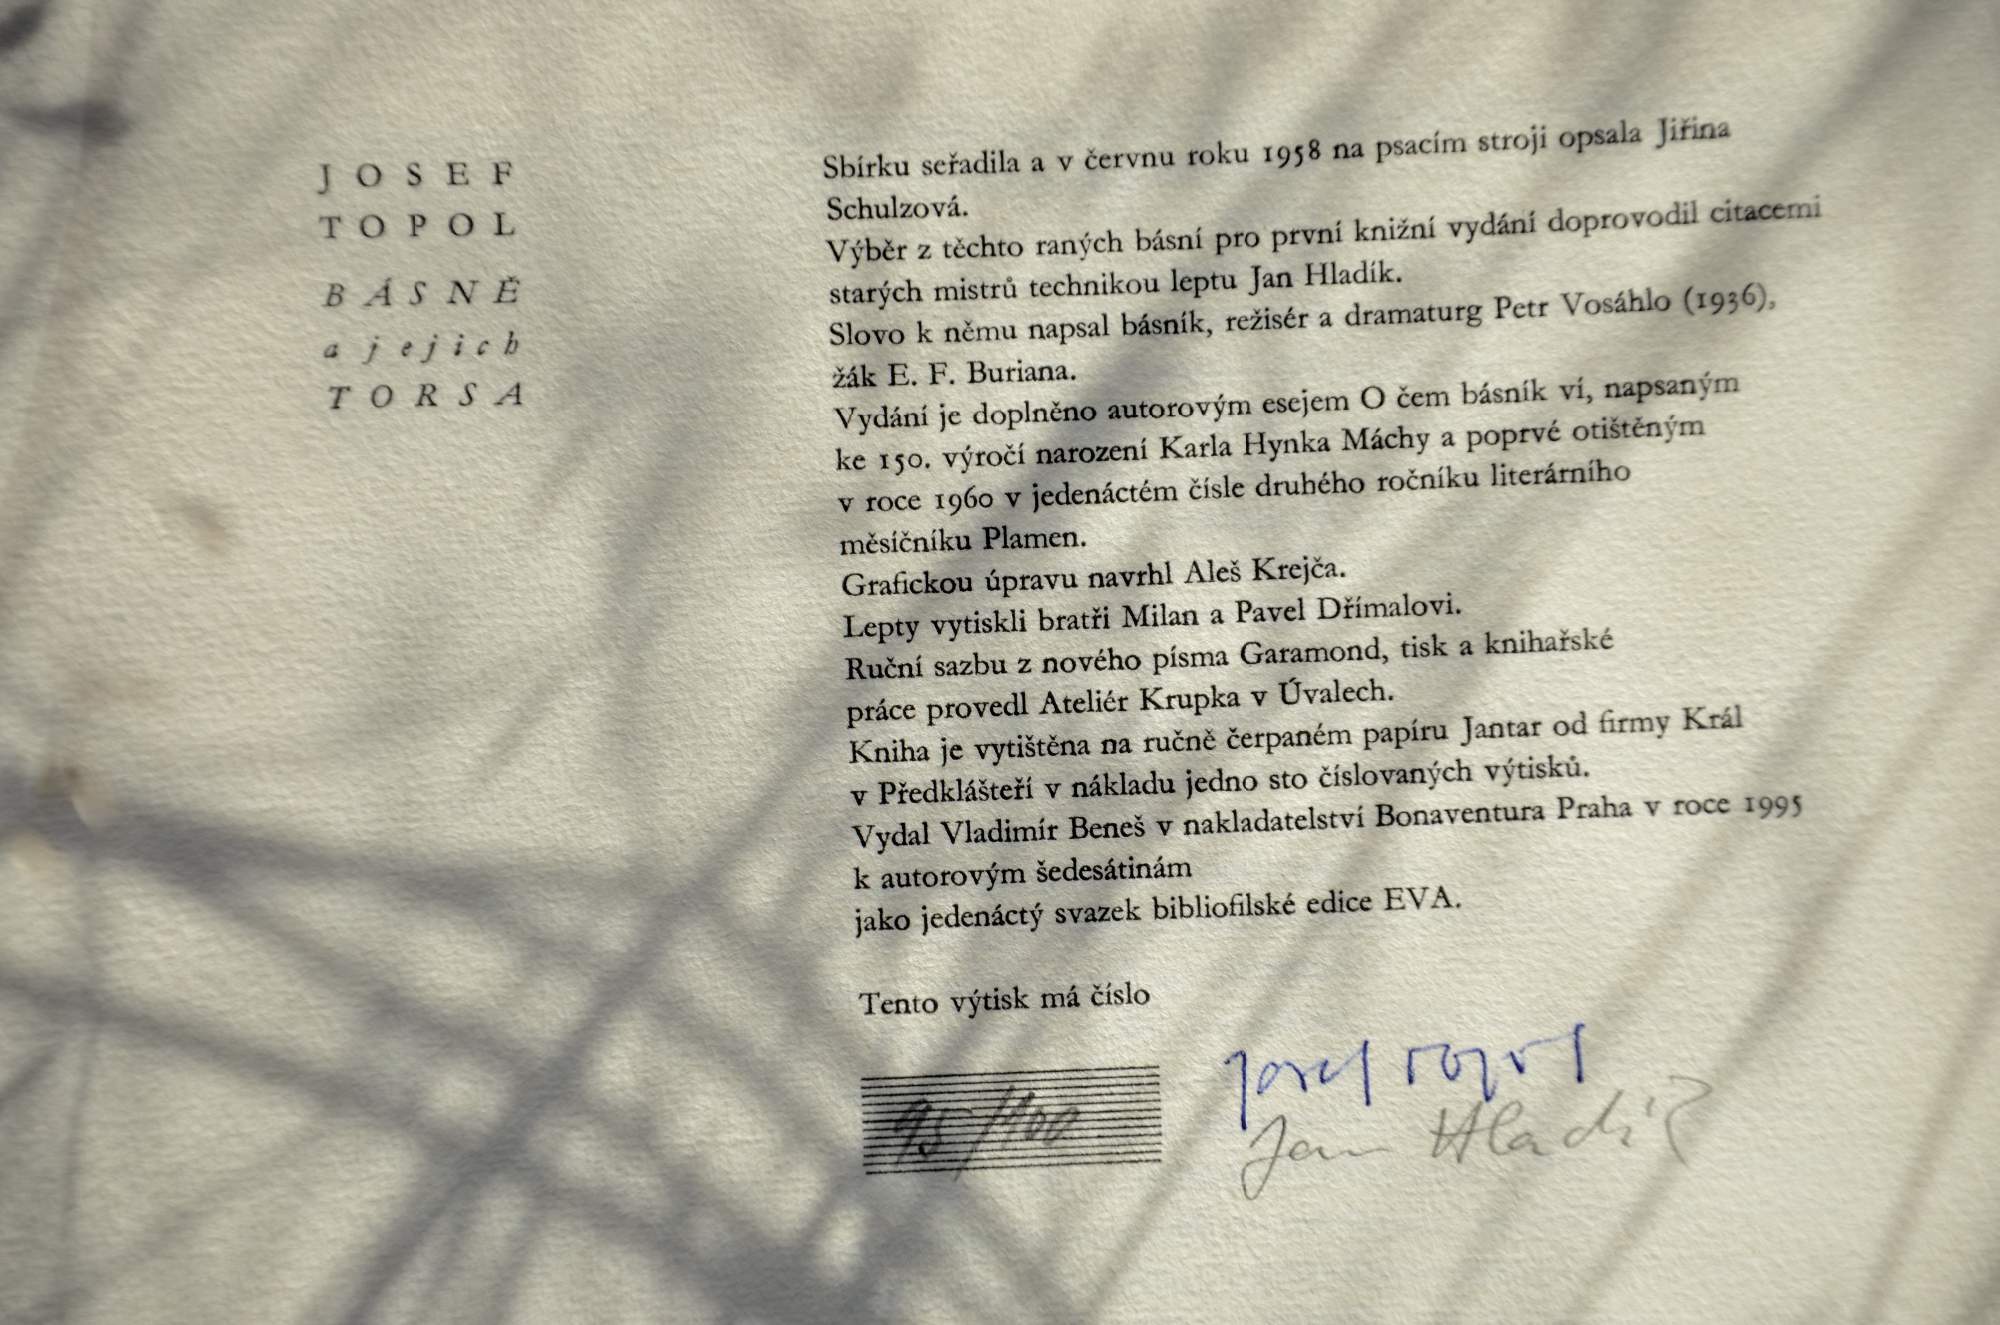 JOSEF
TOPOL
BÁSNĚ
a jejich
TORSA
Sbírku seřadila a v červnu roku 1958 na psacím stroji opsala Jiřina
Schulzová.
Výběr z těchto raných básní pro první knižní vydání doprovodil citacemi
starých mistrů technikou leptu Jan Hladík.
Slovo k němu napsal básník, režisér a dramaturg Petr Vosáhlo (1936),
žák E. F. Buriana.
Vydání je doplněno autorovým esejem O čem básník ví, napsaným
ke 150. výročí narození Karla Hynka Máchy a poprvé otištěným
v roce 1960 v jedenáctém čísle druhého ročníku literárního
měsíčníku Plamen.
Grafickou úpravu navrhl Aleš Krejča.
Lepty vytiskli bratři Milan a Pavel Dřímalovi.
Ruční sazbu z nového písma Garamond, tisk a knihařské
práce provedl Ateliér Krupka v Úvalech.
Kniha je vytištěna na ručně čerpaném papíru Jantar od firmy Král
v Předklášteří v nákladu jedno sto číslovaných výtisků.
Vydal Vladimír Beneš v nakladatelství Bonaventura Praha v roce 1995
k autorovým šedesátinám
jako jedenáctý svazek bibliofilské edice EVA.
Tento výtisk má číslo
95/100
Josef Topol
Jan Hladík